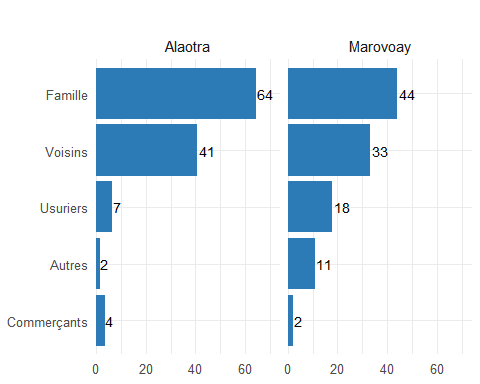 Alaotra Marovoay
Famille 64 44
Voisins 41 33
Usuriers 7 18
Autres 2 11
Commerçants 4 2
0 20 40 60 0 20 40 60